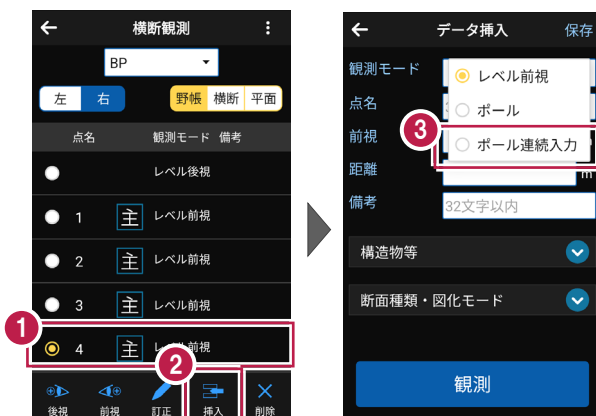 横断観測
BP
左 右 野帳 横断 平面
点名 観測モード 備考
レベル後視
1 主 レベル前視
2 主 レベル前視
3 主 レベル前視
1
4 主 レベル前視
2
後視 前視 訂正 挿入 削除
データ挿入 保存
観測モード
レベル前視
点名
ポール
前視
3
ポール連続入力
距離
m
備考
32文字以内
構造物等
断面種類・図化モード
観測